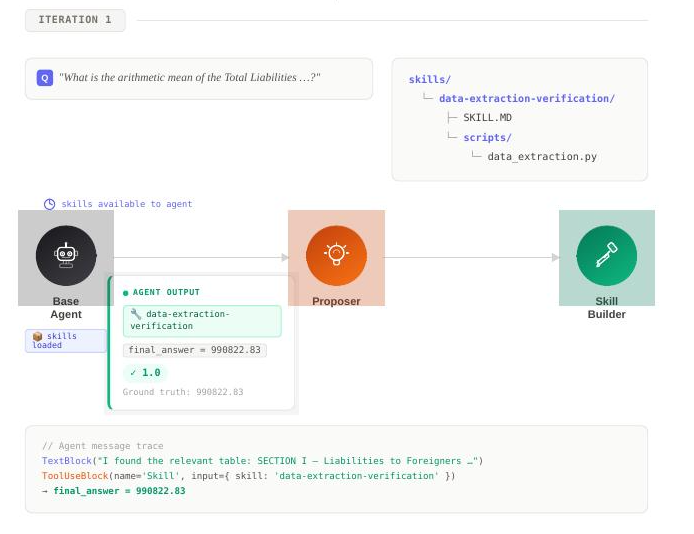 ITERATION 1
Q "What is the arithmetic mean of the Total Liabilities …?"
skills/
└─ data-extraction-verification/
├─ SKILL.MD
└─ scripts/
└─ data_extraction.py
skills available to agent
Base
Agent
Proposer
Skill
Builder
📦 skills
loaded
AGENT OUTPUT
🔧 data-extraction-
verification
final_answer = 990822.83
✓ 1.0
Ground truth: 990822.83
// Agent message trace
TextBlock("I found the relevant table: SECTION I — Liabilities to Foreigners …")
ToolUseBlock(name='Skill', input={ skill: 'data-extraction-verification' })
→ final_answer = 990822.83